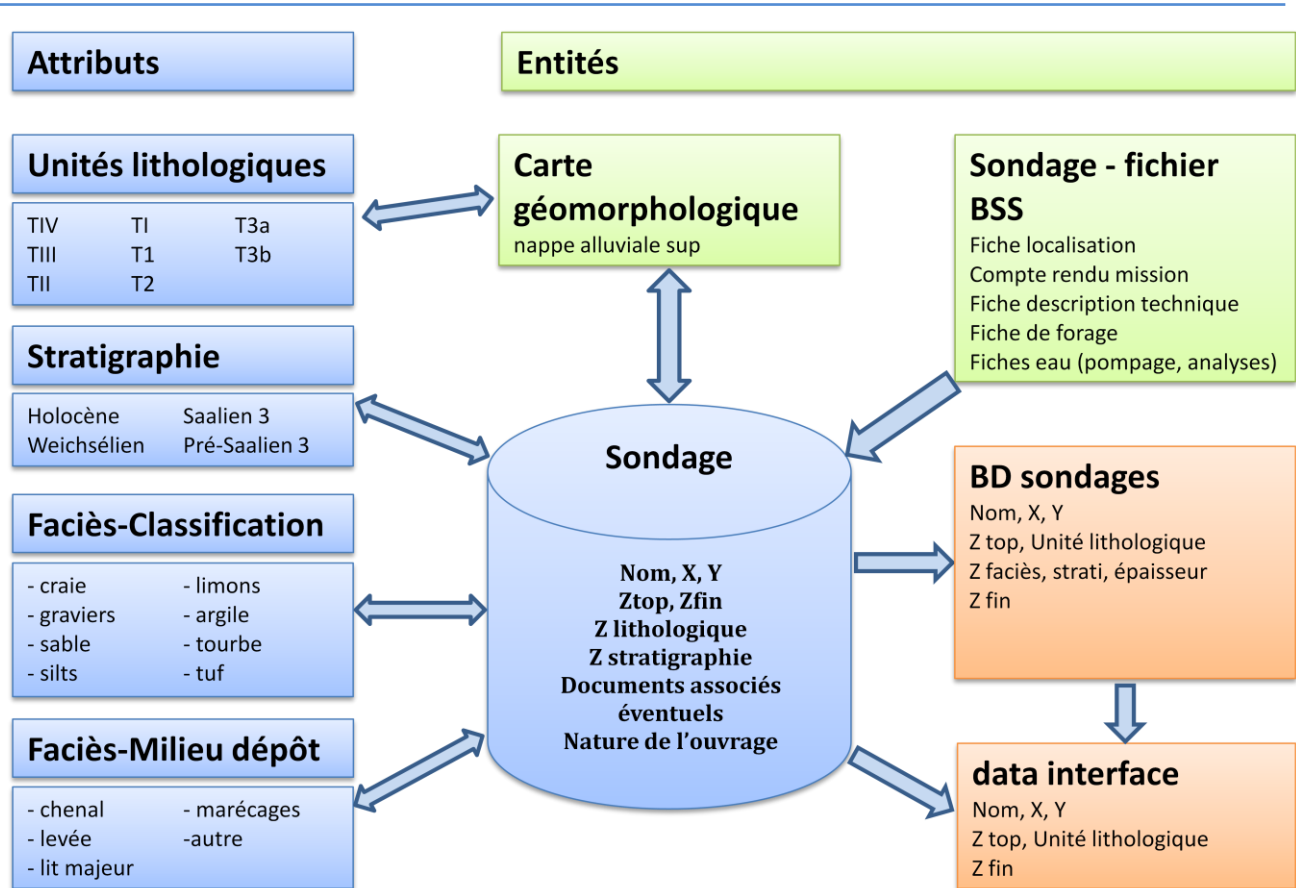 Attributs
Entités
Unités lithologiques
TIV TI T3a
TIII T1 T3b
TII T2
Carte
géomorphologique
nappe alluviale sup
Sondage - fichier
BSS
Fiche localisation
Compte rendu mission
Fiche description technique
Fiche de forage
Fiches eau (pompage, analyses)
Stratigraphie
Holocène Saalien 3
Weichsélien Pré-Saalien 3
Faciès-Classification
- craie - limons
- graviers - argile
- sable - tourbe
- silts - tuf
Faciès-Milieu dépôt
- chenal - marécages
- levée -autre
- lit majeur
Sondage
Nom, X, Y
Ztop, Zfin
Z lithologique
Z stratigraphie
Documents associés
éventuels
Nature de l'ouvrage
BD sondages
Nom, X, Y
Z top, Unité lithologique
Z faciès, strati, épaisseur
Z fin
data interface
Nom, X, Y
Z top, Unité lithologique
Z fin